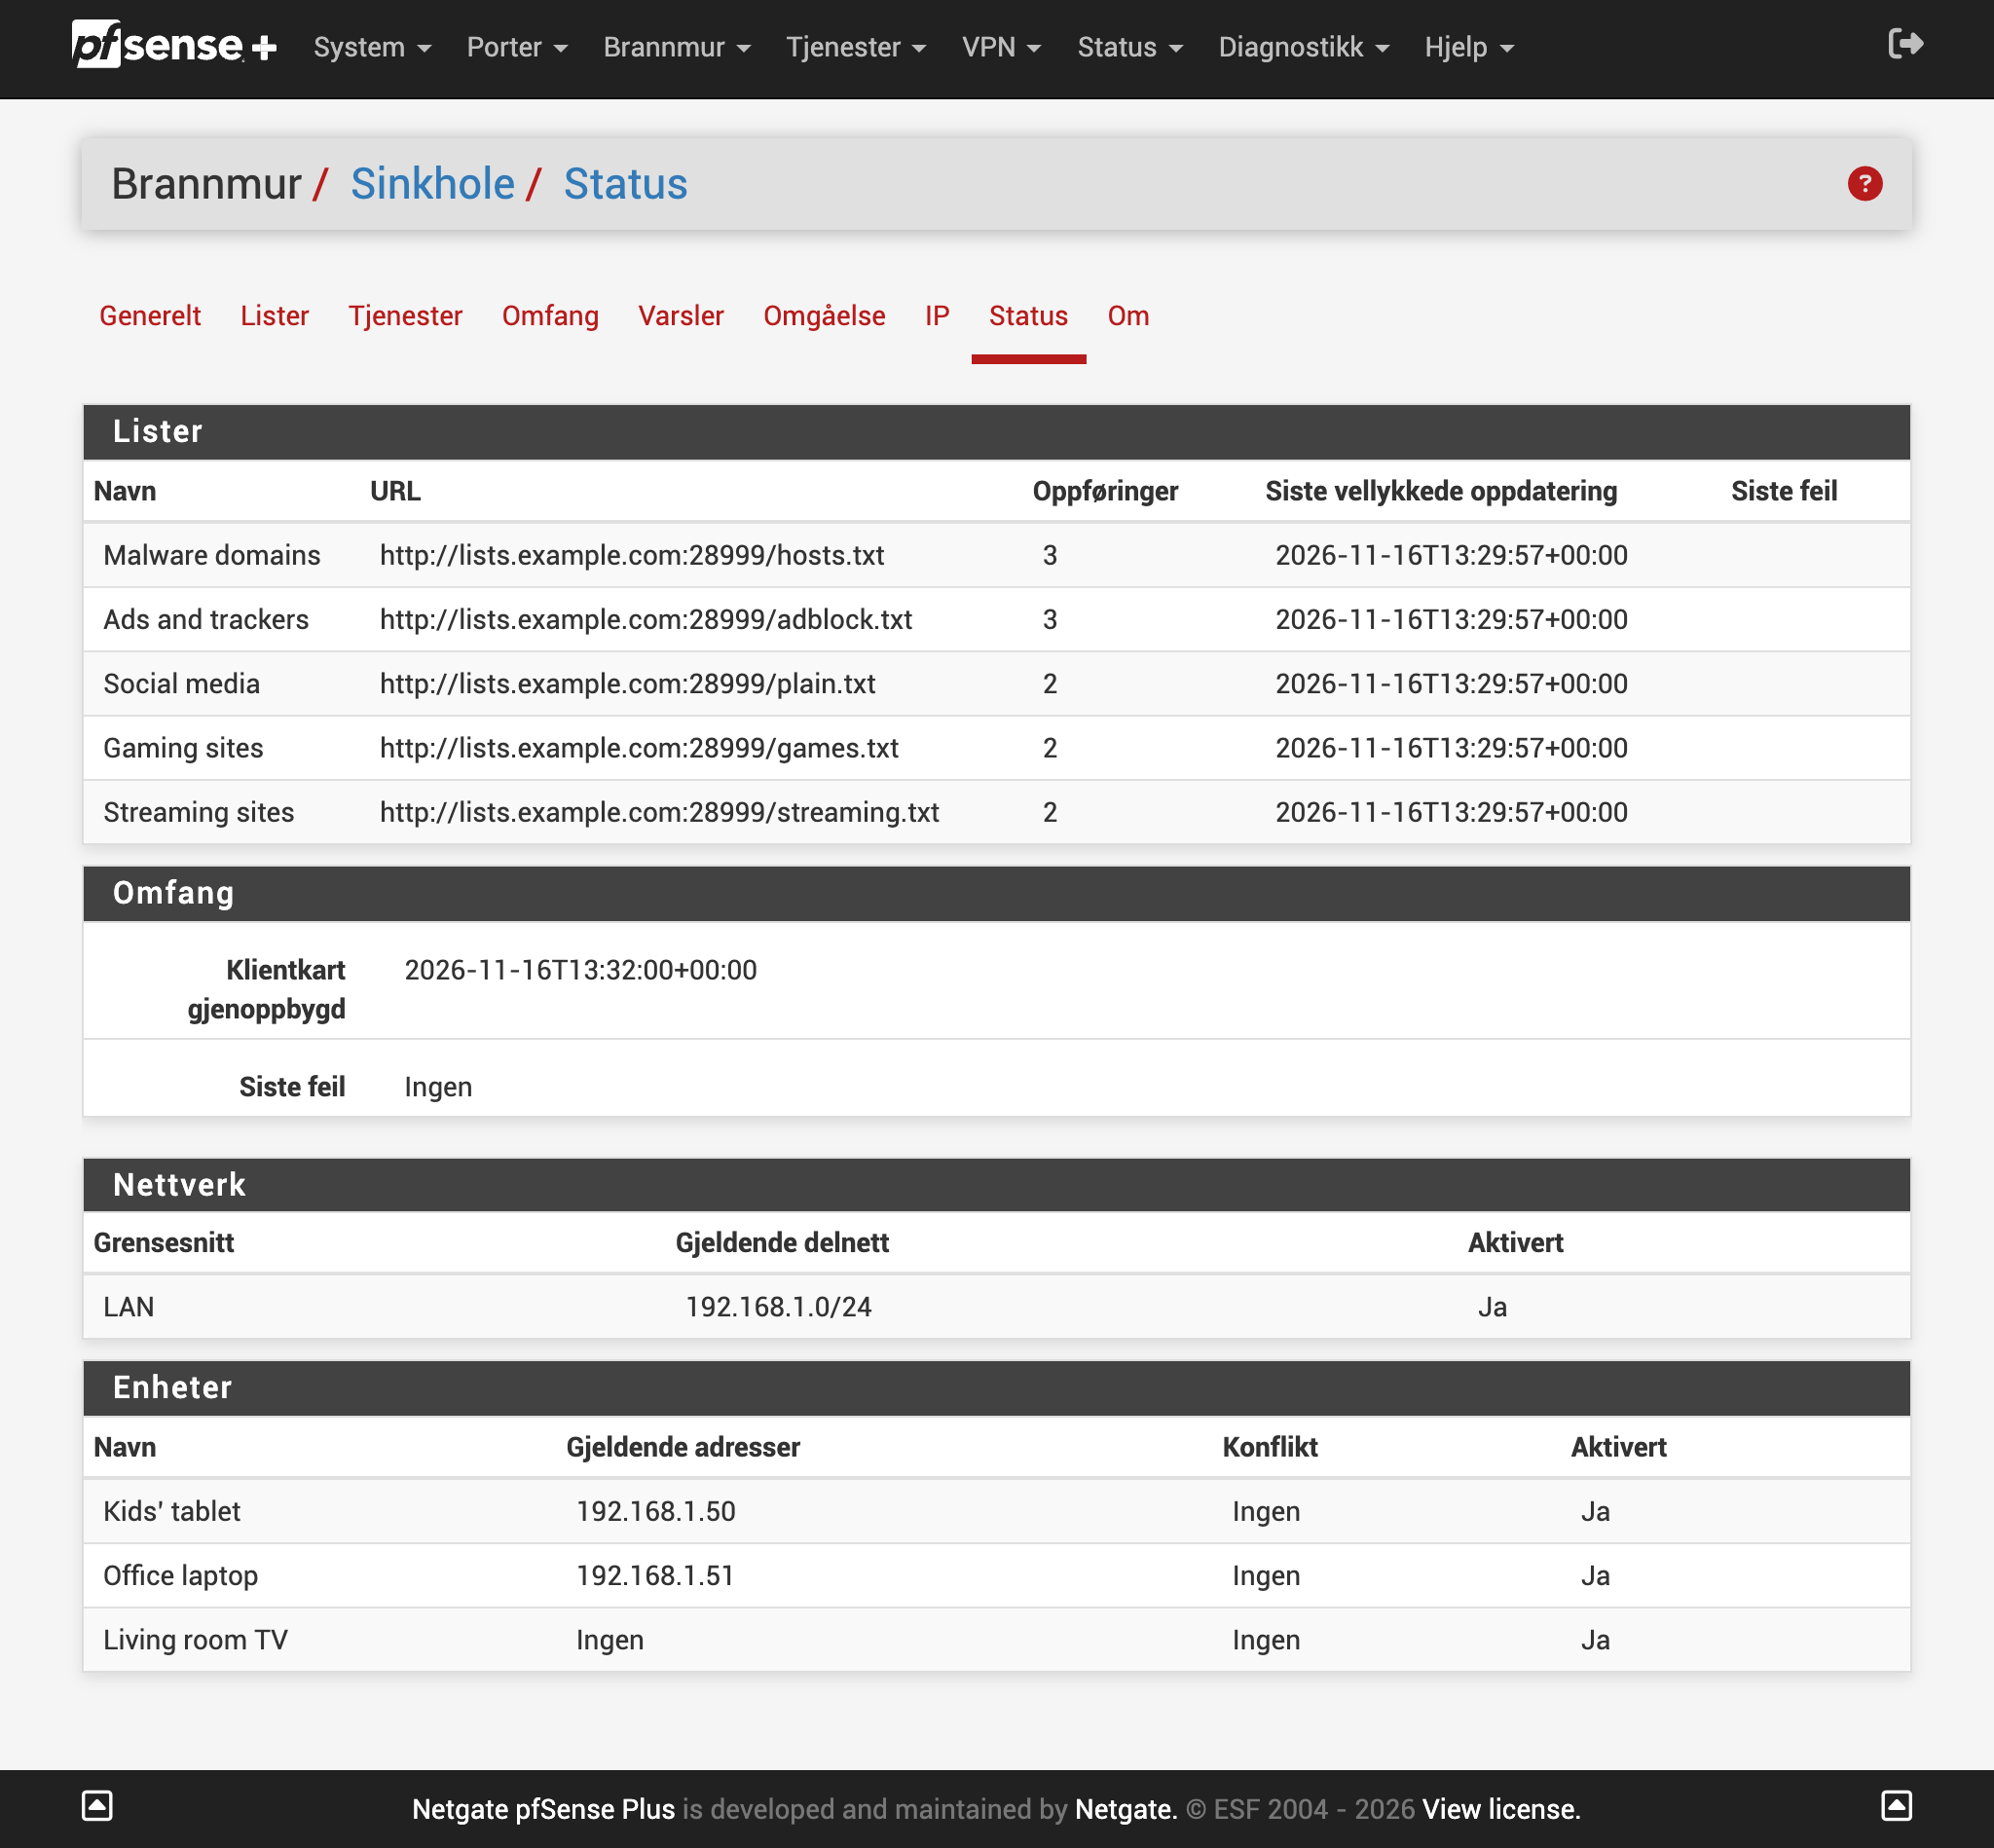 pfsense +
System Porter Brannmur Tjenester VPN Status Diagnostikk Hjelp
Brannmur / Sinkhole / Status
?
Generelt Lister Tjenester Omfang Varsler Omgåelse IP Status Om
Lister
Navn URL Oppføringer Siste vellykkede oppdatering Siste feil
Malware domains http://lists.example.com:28999/hosts.txt 3 2026-11-16T13:29:57+00:00
Ads and trackers http://lists.example.com:28999/adblock.txt 3 2026-11-16T13:29:57+00:00
Social media http://lists.example.com:28999/plain.txt 2 2026-11-16T13:29:57+00:00
Gaming sites http://lists.example.com:28999/games.txt 2 2026-11-16T13:29:57+00:00
Streaming sites http://lists.example.com:28999/streaming.txt 2 2026-11-16T13:29:57+00:00
Omfang
Klientkart gjenoppbygd 2026-11-16T13:32:00+00:00
Siste feil Ingen
Nettverk
Grensesnitt Gjeldende delnett Aktivert
LAN 192.168.1.0/24 Ja
Enheter
Navn Gjeldende adresser Konflikt Aktivert
Kids' tablet 192.168.1.50 Ingen Ja
Office laptop 192.168.1.51 Ingen Ja
Living room TV Ingen Ingen Ja
Netgate pfSense Plus is developed and maintained by Netgate. © ESF 2004 - 2026 View license.